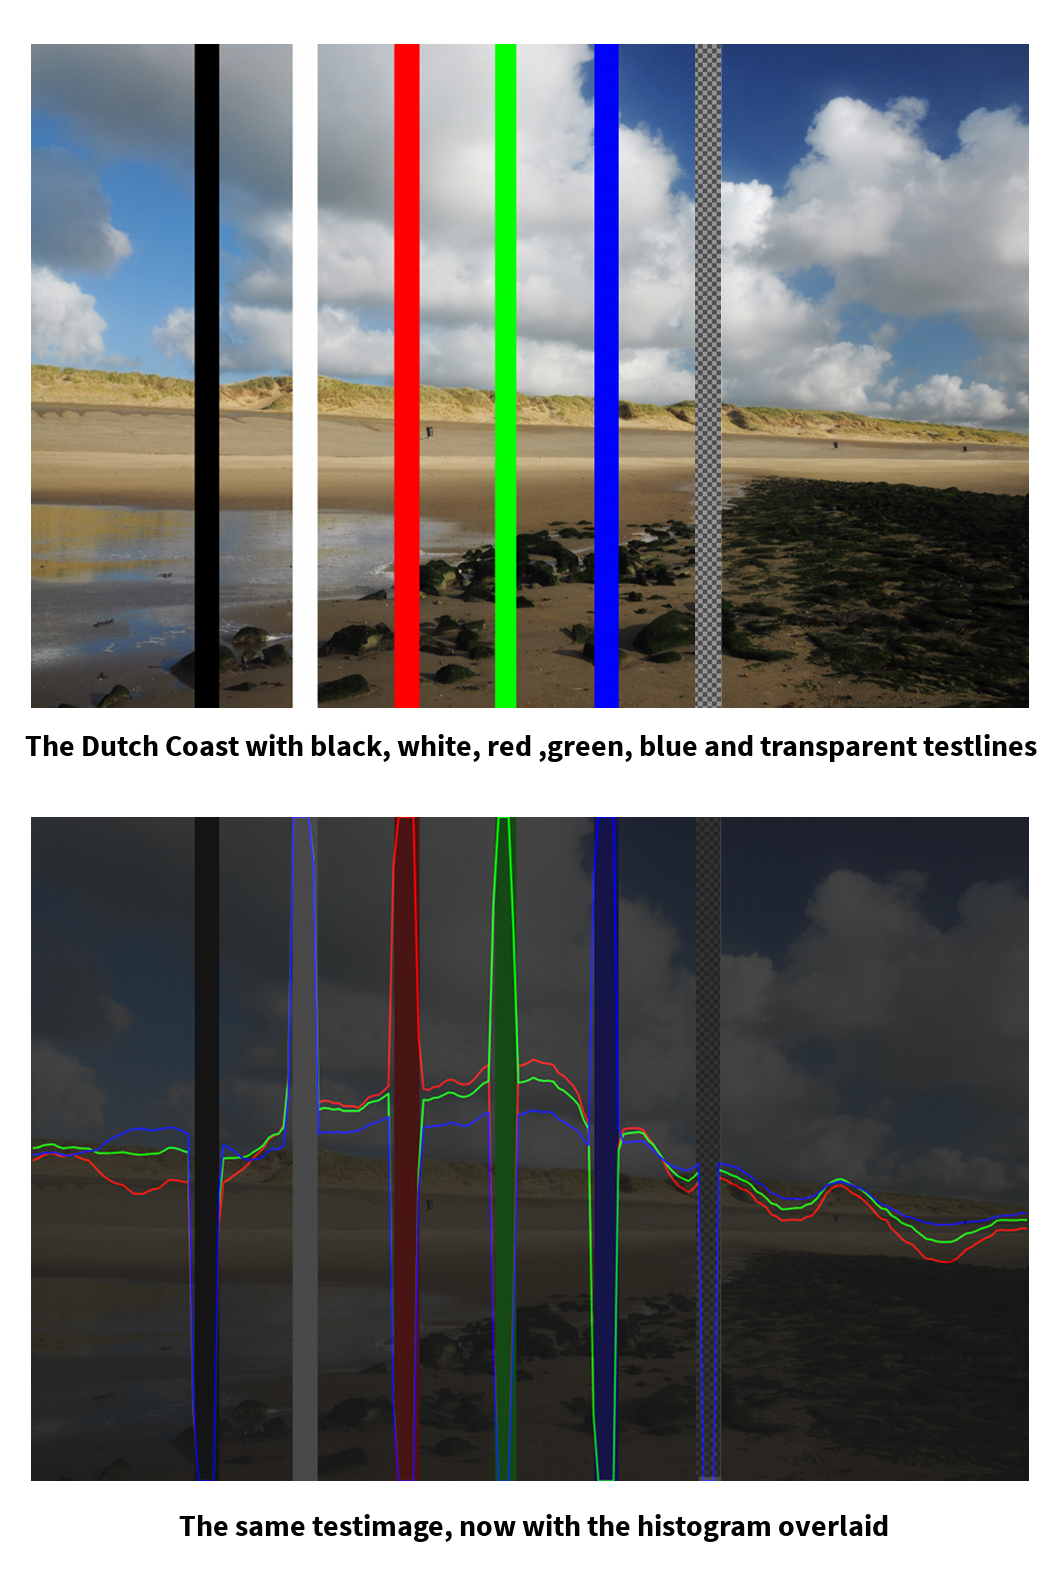 The Dutch Coast with black, white, red ,green, blue and transparent testlines
The same testimage, now with the histogram overlaid